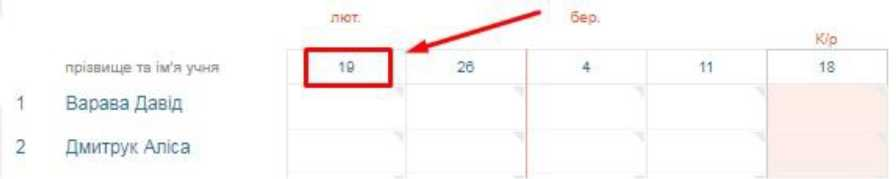 лют. бер.
К/р
прізвище та ім'я учня 19 26 4 11 18
1 Варава Давід
2 Дмитрук Аліса